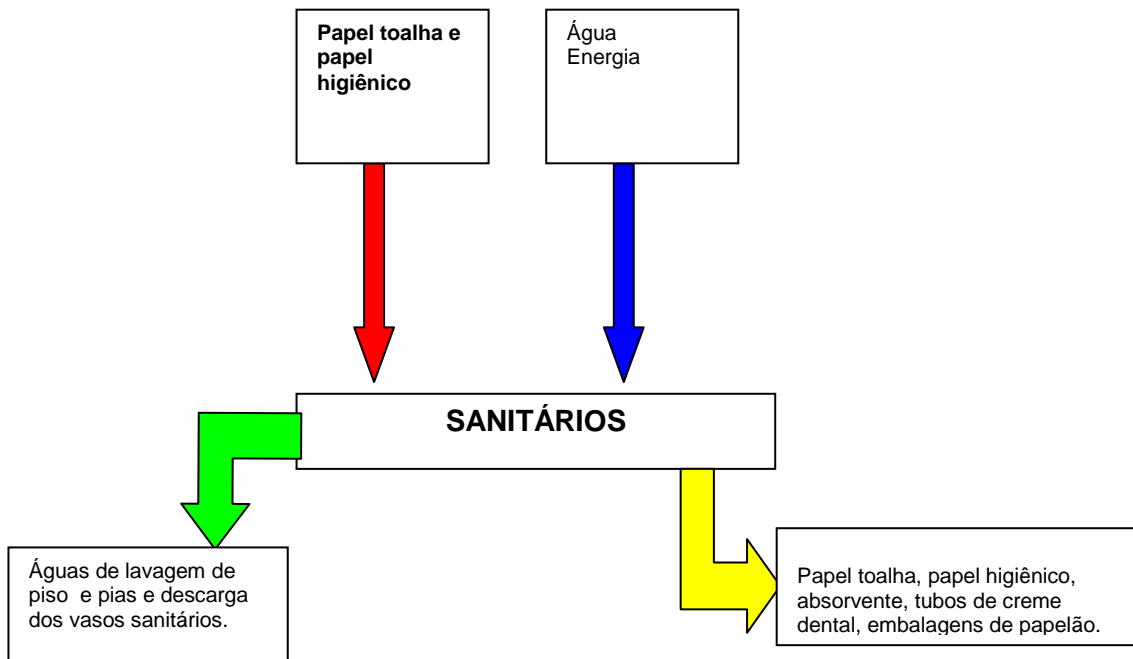 Papel toalha e
papel
higiênico
Água
Energia
SANITÁRIOS
Águas de lavagem de
piso e pias e descarga
dos vasos sanitários.
Papel toalha, papel higiênico,
absorvente, tubos de creme
dental, embalagens de papelão.